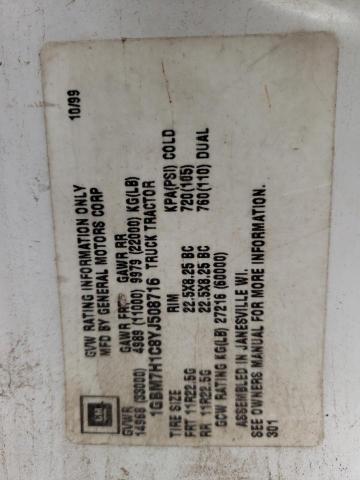 GVW RATING INFORMATION ONLY 10/99
MFD BY GENERAL MOTORS CORP
GM
GVWR GAWR FR GAWR RR
14968 (33000) 4989 (11000) 9979 (22000) KG(LB)
1GBM7H1C8YJ508716 TRUCK TRACTOR
TIRE SIZE RIM KPA(PSI) COLD
FRT 11R22.5G 22.5X8.25 BC 720(105)
RR 11R22.5G 22.5X8.25 BC 760(110) DUAL
GCW RATING KG(LB) 27216 (60000)
ASSEMBLED IN JANESVILLE WI.
SEE OWNERS MANUAL FOR MORE INFORMATION.
301